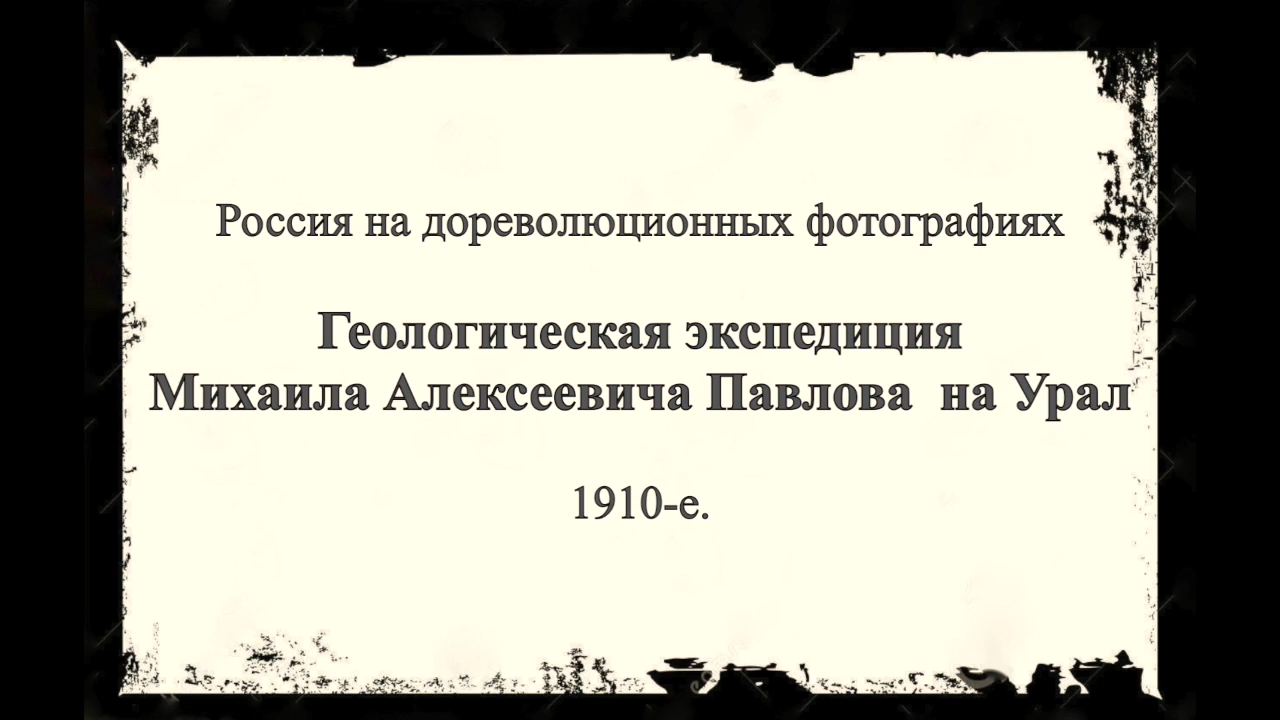 Россия на дореволюционных фотографиях
Геологическая экспедиция
Михаила Алексеевича Павлова  на Урал
1910-е.